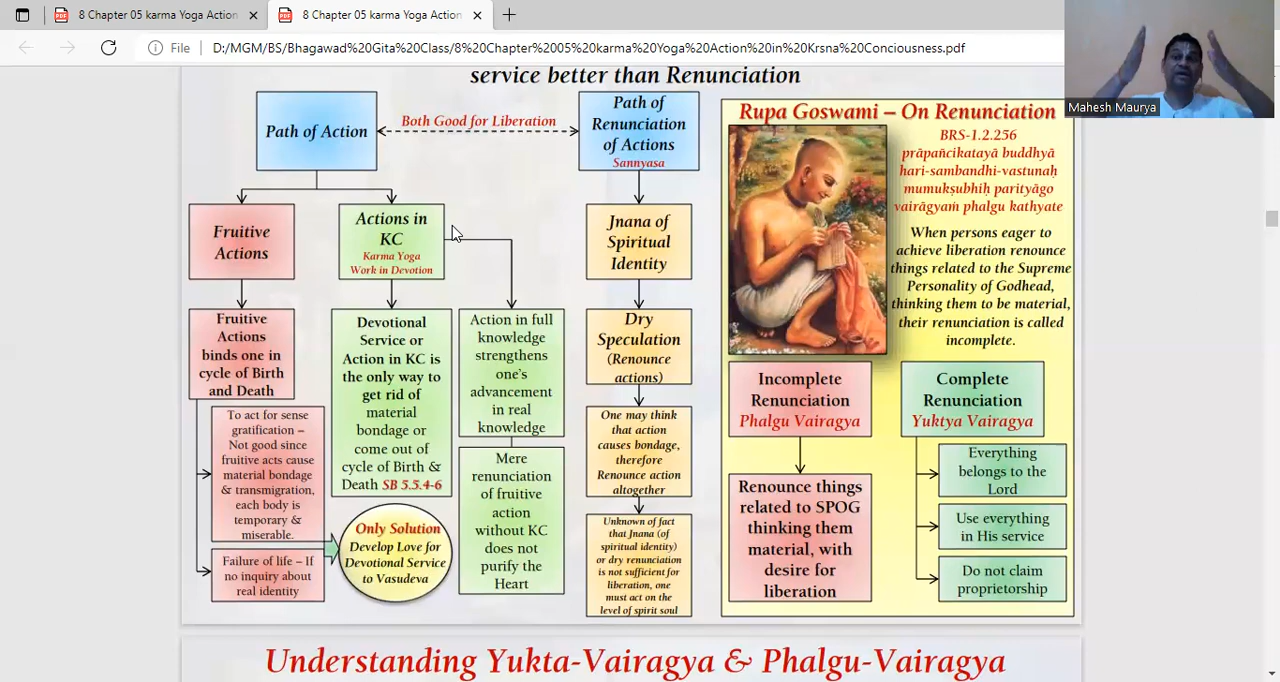 8 Chapter 05 karma Yoga Action
8 Chapter 05 karma Yoga Action
File
D:/MGM/BS/Bhagawad%20Gita%20Class/8%20Chapter%2005%20karma%20Yoga%20Action%20in%20Krsna%20Conciousness.pdf
Mahesh Maurya
service better than Renunciation
Path of Action
Both Good for Liberation
Path of
Renunciation
of Actions
Sannyasa
Fruitive
Actions
Actions in
KC
Karma Yoga
Work in Devotion
Jnana of
Spiritual
Identity
Fruitive
Actions
binds one in
cycle of Birth
and Death
Devotional
Service or
Action in KC is
the only way to
get rid of
material
bondage or
come out of
cycle of Birth &
Death SB 5.5.4-6
Action in full
knowledge
strengthens
one's
advancement
in real
knowledge
Dry
Speculation
(Renounce
actions)
To act for sense
gratification –
Not good since
fruitive acts cause
material bondage
& transmigration,
each body is
temporary &
miserable.
Failure of life – If
no inquiry about
real identity
Only Solution
Develop Love for
Devotional Service
to Vasudeva
Mere
renunciation
of fruitive
action
without KC
does not
purify the
Heart
One may think
that action
causes bondage,
therefore
Renounce action
altogether
Unknown of fact
that Jnana (of
spiritual identity)
or dry renunciation
is not sufficient for
liberation, one
must act on the
level of spirit soul
Rupa Goswami – On Renunciation
BRS-1.2.256
prāpañcikatayā buddhyā
hari-sambandhi-vastunaḥ
mumukṣubhiḥ parityāgo
vairāgyaṁ phalgu kathyate
When persons eager to
achieve liberation renounce
things related to the Supreme
Personality of Godhead,
thinking them to be material,
their renunciation is called
incomplete.
Incomplete
Renunciation
Phalgu Vairagya
Complete
Renunciation
Yuktya Vairagya
Renounce things
related to SPOG
thinking them
material, with
desire for
liberation
Everything
belongs to the
Lord
Use everything
in His service
Do not claim
proprietorship
Understanding Yukta-Vairagya & Phalgu-Vairagya